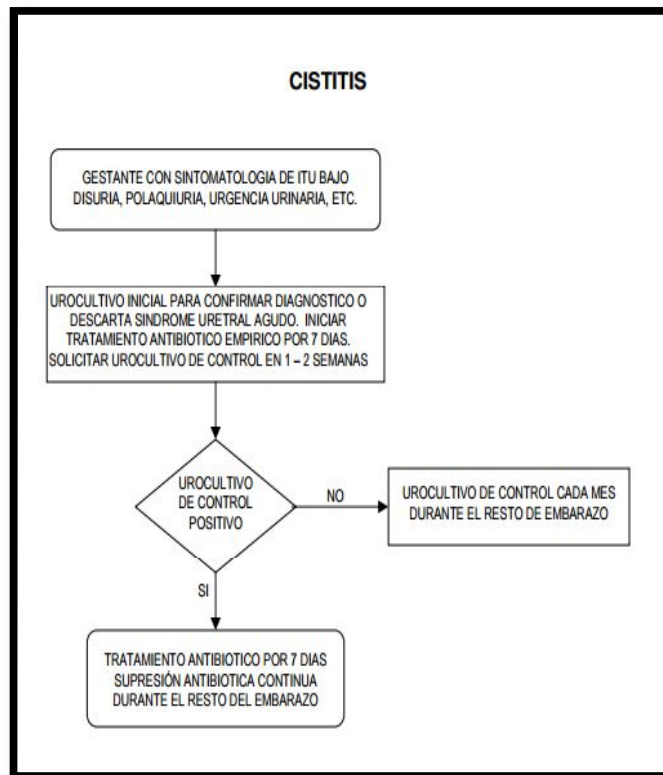 CISTITIS
GESTANTE CON SINTOMATOLOGIA DE ITU BAJO
DISURIA, POLAQUIURIA, URGENCIA URINARIA, ETC.
UROCULTIVO INICIAL PARA CONFIRMAR DIAGNOSTICO O
DESCARTA SINDROME URETRAL AGUDO. INICIAR
TRATAMIENTO ANTIBIOTICO EMPIRICO POR 7 DIAS.
SOLICITAR UROCULTIVO DE CONTROL EN 1 – 2 SEMANAS
UROCULTIVO
DE CONTROL
POSITIVO
NO
UROCULTIVO DE CONTROL CADA MES
DURANTE EL RESTO DE EMBARAZO
SI
TRATAMIENTO ANTIBIOTICO POR 7 DIAS
SUPRESIÓN ANTIBIOTICA CONTINUA
DURANTE EL RESTO DEL EMBARAZO